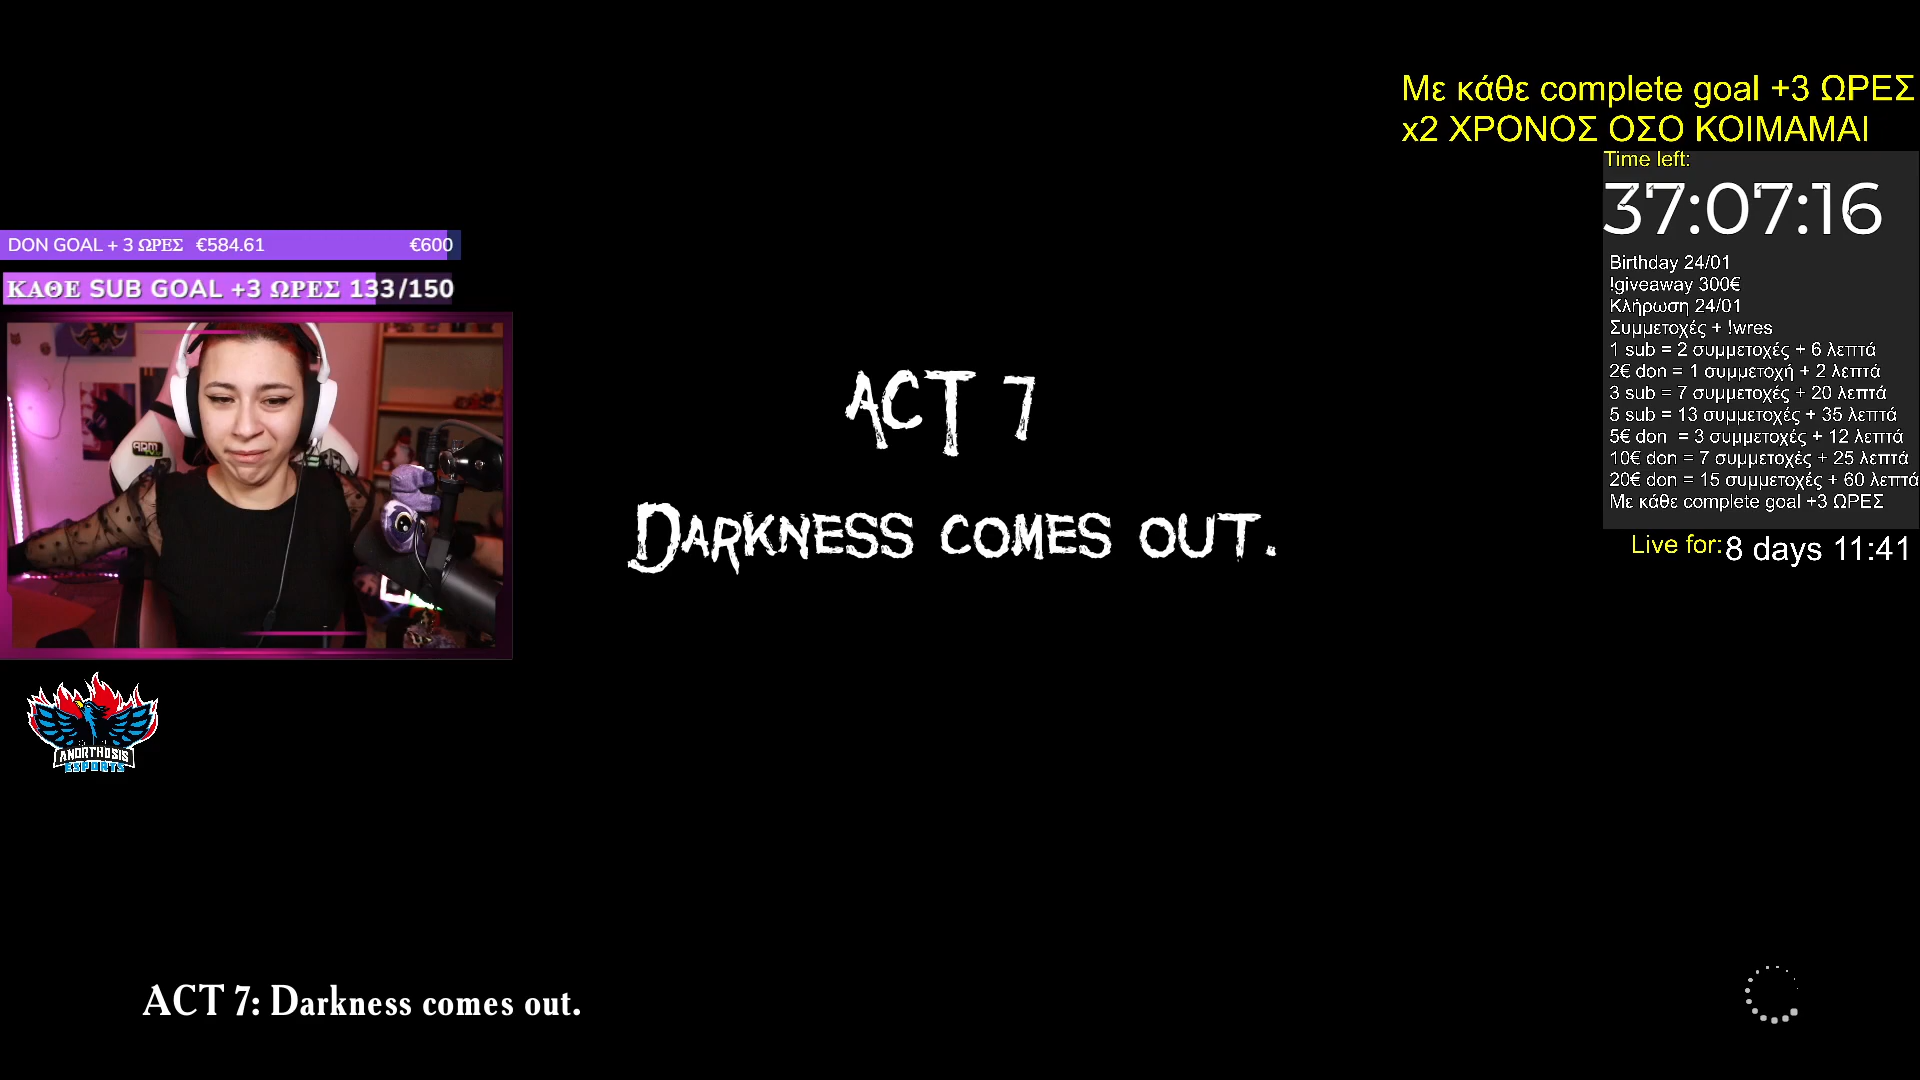 Με κάθε complete goal +3 ΩΡΕΣ
x2 ΧΡΟΝΟΣ ΟΣΟ ΚΟΙΜΑΜΑΙ
Time left:
37:07:16
Birthday 24/01
!giveaway 300€
Κλήρωση 24/01
Συμμετοχές + !wres
1 sub = 2 συμμετοχές + 6 λεπτά
2€ don = 1 συμμετοχή + 2 λεπτά
3 sub = 7 συμμετοχές + 20 λεπτά
5 sub = 13 συμμετοχές + 35 λεπτά
5€ don = 3 συμμετοχές + 12 λεπτά
10€ don = 7 συμμετοχές + 25 λεπτά
20€ don = 15 συμμετοχές + 60 λεπτά
Με κάθε complete goal +3 ΩΡΕΣ
Live for: 8 days 11:41
DON GOAL + 3 ΩΡΕΣ €584.61 €600
ΚΑΘΕ SUB GOAL +3 ΩΡΕΣ 133/150
ACT 7
DARKNESS COMES OUT.
ANORTHOSIS
ESPORTS
ACT 7: Darkness comes out.